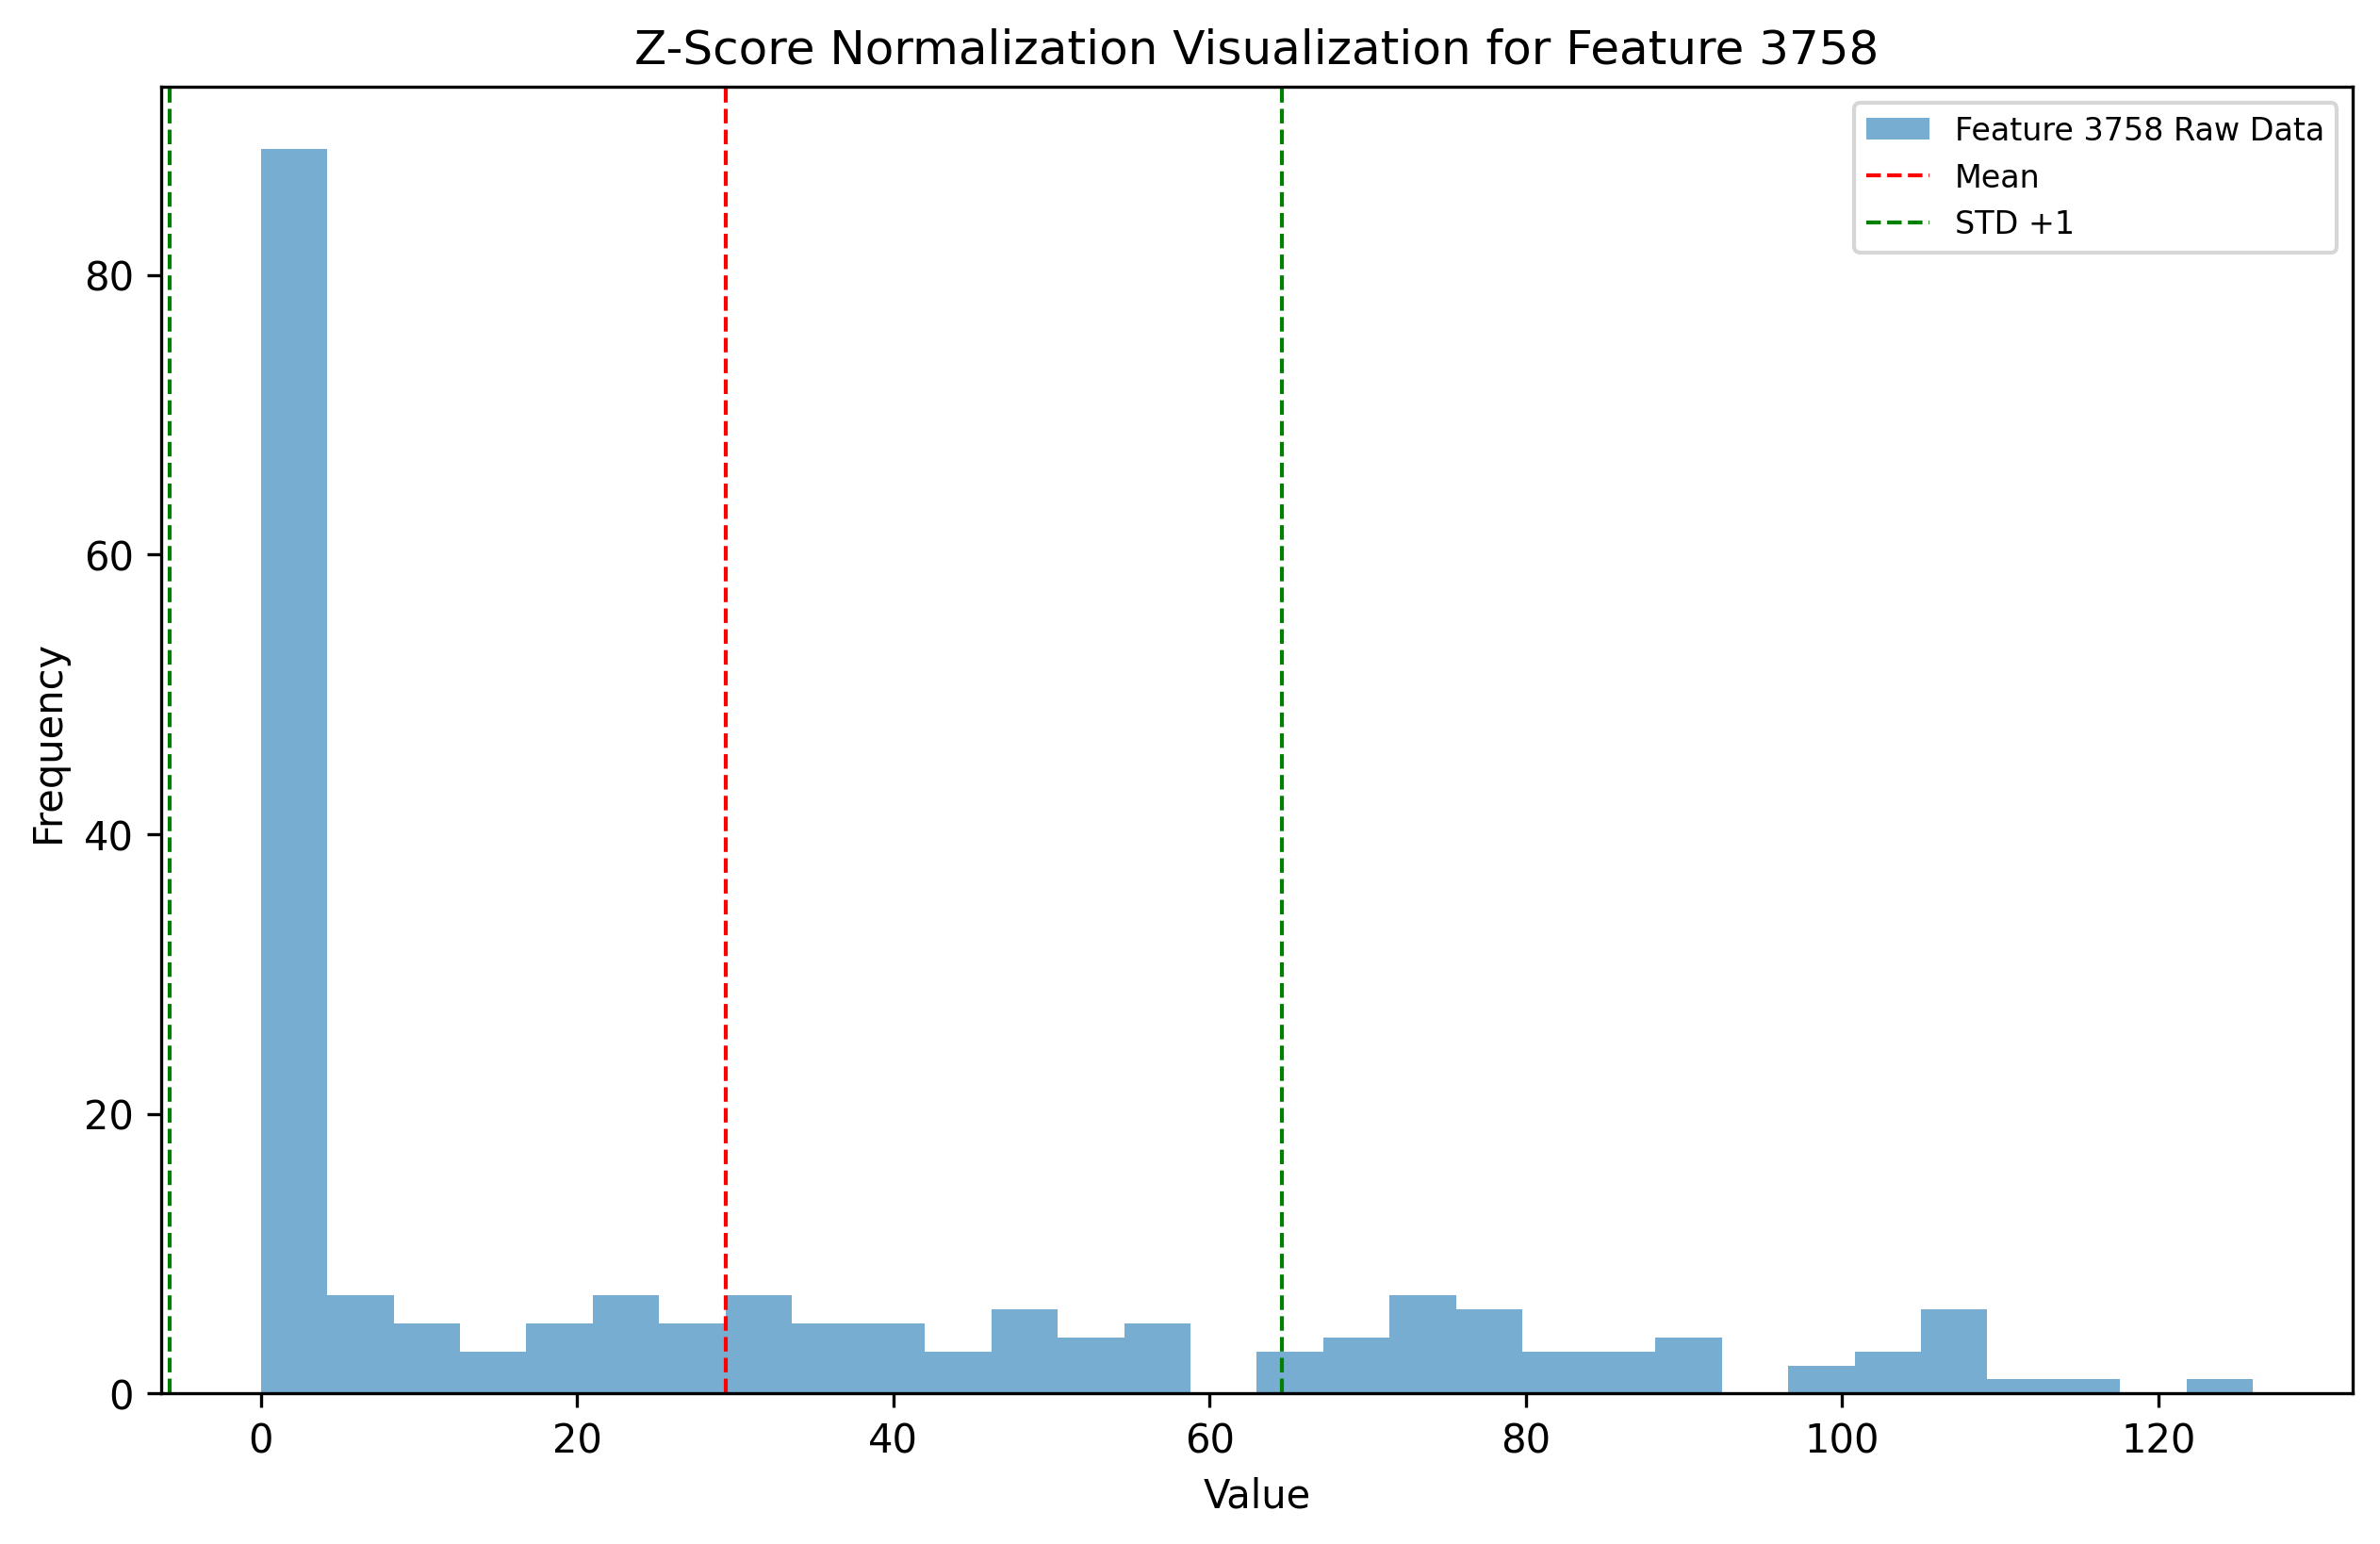 Z-Score Normalization Visualization for Feature 3758
Feature 3758 Raw Data
Mean
STD +1
Frequency
80
60
40
20
0
0 20 40 60 80 100 120
Value